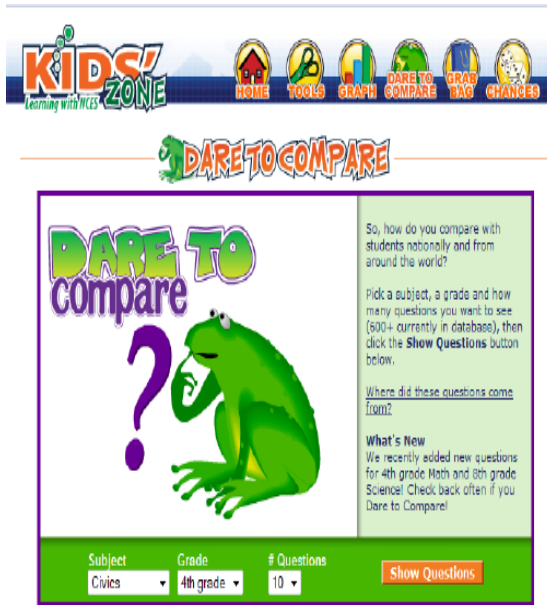 KiDS' ZONE
Learning with NCES
HOME
TOOLS
GRAPH
DARE TO COMPARE
GRAB BAG
CHANCES
DARE TO COMPARE
DARE TO
compare
?
So, how do you compare with
students nationally and from
around the world?
Pick a subject, a grade and how
many questions you want to see
(600+ currently in database), then
click the Show Questions button
below.
Where did these questions come
from?
What's New
We recently added new questions
for 4th grade Math and 8th grade
Science! Check back often if you
Dare to Compare!
Subject Grade # Questions
Civics 4th grade 10 Show Questions